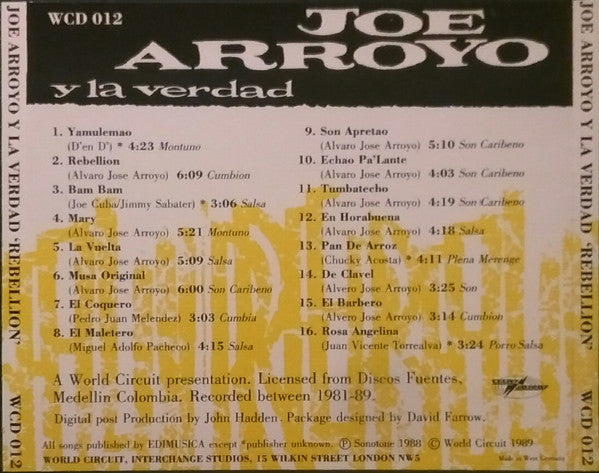 JOE ARROYO Y LA VERDAD 'REBELLION' WCD 012
WCD 012
JOE
ARROYO
y la verdad
1. Yamulemao
(D'en D') * 4:23 Montuno
2. Rebellion
(Alvaro Jose Arroyo) 6:09 Cumbion
3. Bam Bam
(Joe Cuba/Jimmy Sabater) * 3:06 Salsa
4. Mary
(Alvaro Jose Arroyo) 5:21 Montuno
5. La Vuelta
(Alvaro Jose Arroyo) 5:09 Salsa
6. Musa Original
(Alvaro Jose Arroyo) 6:00 Son Caribeno
7. El Coquero
(Pedro Juan Melendez) 3:03 Cumbia
8. El Maletero
(Miguel Adolfo Pacheco) 4:15 Salsa
9. Son Apretao
(Alvaro Jose Arroyo) 5:10 Son Caribeno
10. Echao Pa'Lante
(Alvaro Jose Arroyo) 4:03 Son Caribeno
11. Tumbatecho
(Alvaro Jose Arroyo) 4:19 Son Caribeno
12. En Horabuena
(Alvaro Jose Arroyo) 4:18 Salsa
13. Pan De Arroz
(Chucky Acosta) * 4:11 Plena Merenge
14. De Clavel
(Alvero Jose Arroyo) 3:25 Son
15. El Barbero
(Alvero Jose Arroyo) 3:14 Cumbion
16. Rosa Angelina
(Juan Vicente Torrealva) * 3:24 Porro Salsa
A World Circuit presentation. Licensed from Discos Fuentes,
Medellin Colombia. Recorded between 1981-89.
Digital post Production by John Hadden. Package designed by David Farrow.
All songs published by EDIMUSICA except *publisher unknown. Ⓟ Sonotone 1988 © World Circuit 1989
WORLD CIRCUIT, INTERCHANGE STUDIOS, 15 WILKIN STREET LONDON NW5
Made in West Germany
JOE ARROYO Y LA VERDAD 'REBELLION' WCD 012